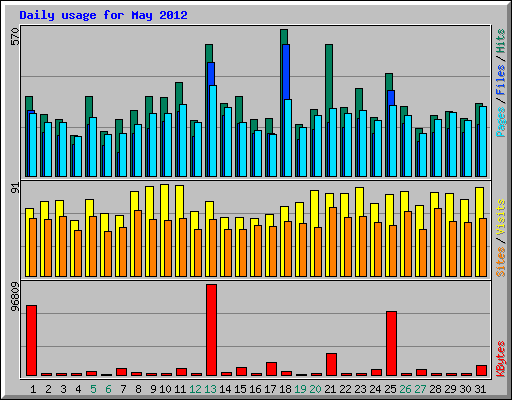 Daily usage for May 2012
570
Pages / Files / Hits
91
Sites / Visits
96809
KBytes
1 2 3 4 5 6 7 8 9 10 11 12 13 14 15 16 17 18 19 20 21 22 23 24 25 26 27 28 29 30 31